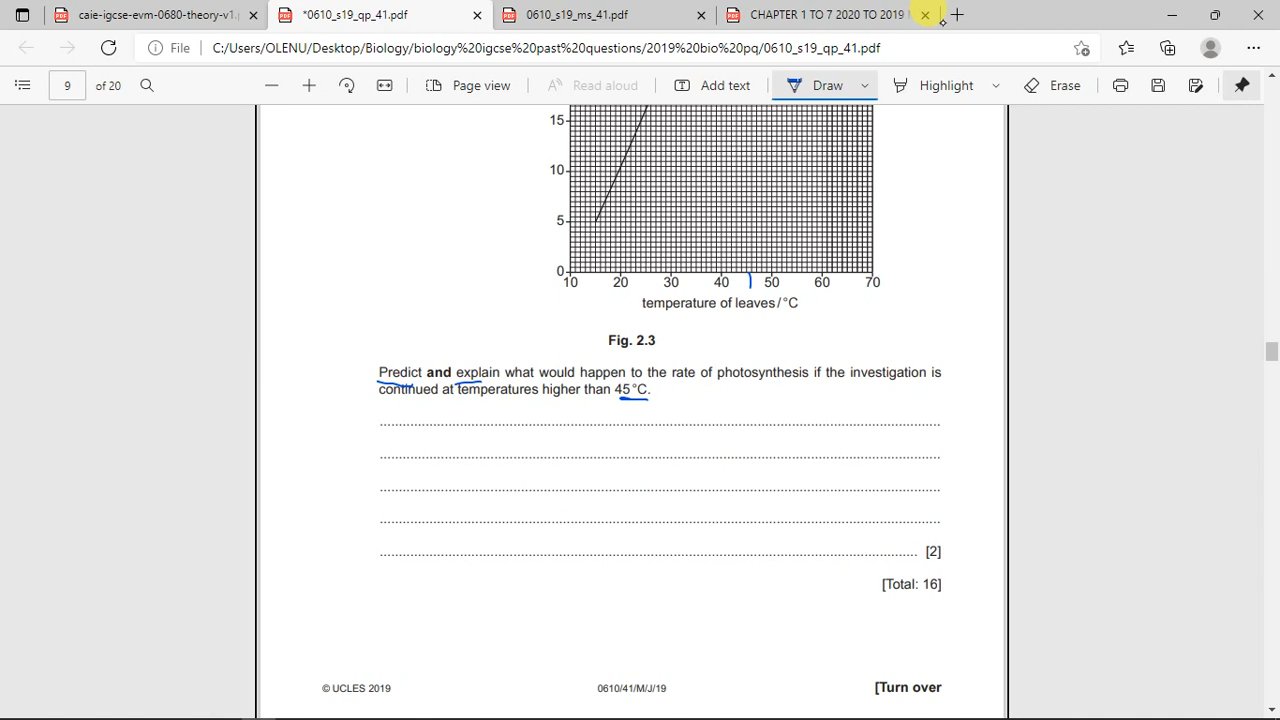 caie-igcse-evm-0680-theory-v1.p
*0610_s19_qp_41.pdf
0610_s19_ms_41.pdf
CHAPTER 1 TO 7 2020 TO 2019
File
C:/Users/OLENU/Desktop/Biology/biology%20igcse%20past%20questions/2019%20bio%20pq/0610_s19_qp_41.pdf
9 of 20
Page view
Read aloud
Add text
Draw
Highlight
Erase
15
10
5
0
10 20 30 40 50 60 70
temperature of leaves/°C
Fig. 2.3
Predict and explain what would happen to the rate of photosynthesis if the investigation is
continued at temperatures higher than 45°C.
[2]
[Total: 16]
© UCLES 2019
0610/41/M/J/19
[Turn over